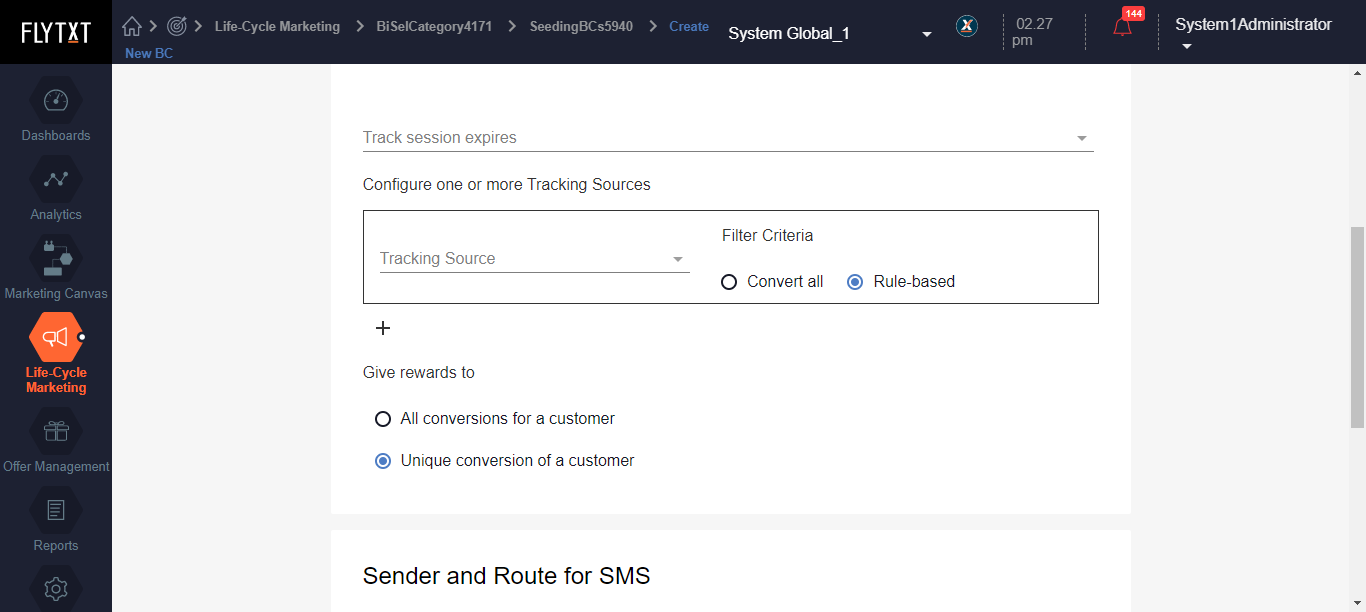 FLYTXT
Life-Cycle Marketing
BiSelCategory4171
SeedingBCs5940
Create
New BC
System Global_1
X
02.27
pm
144
System1Administrator
Dashboards
Analytics
Marketing Canvas
Life-Cycle
Marketing
Offer Management
Reports
Track session expires
Configure one or more Tracking Sources
Tracking Source
Filter Criteria
Convert all
Rule-based
Give rewards to
All conversions for a customer
Unique conversion of a customer
Sender and Route for SMS